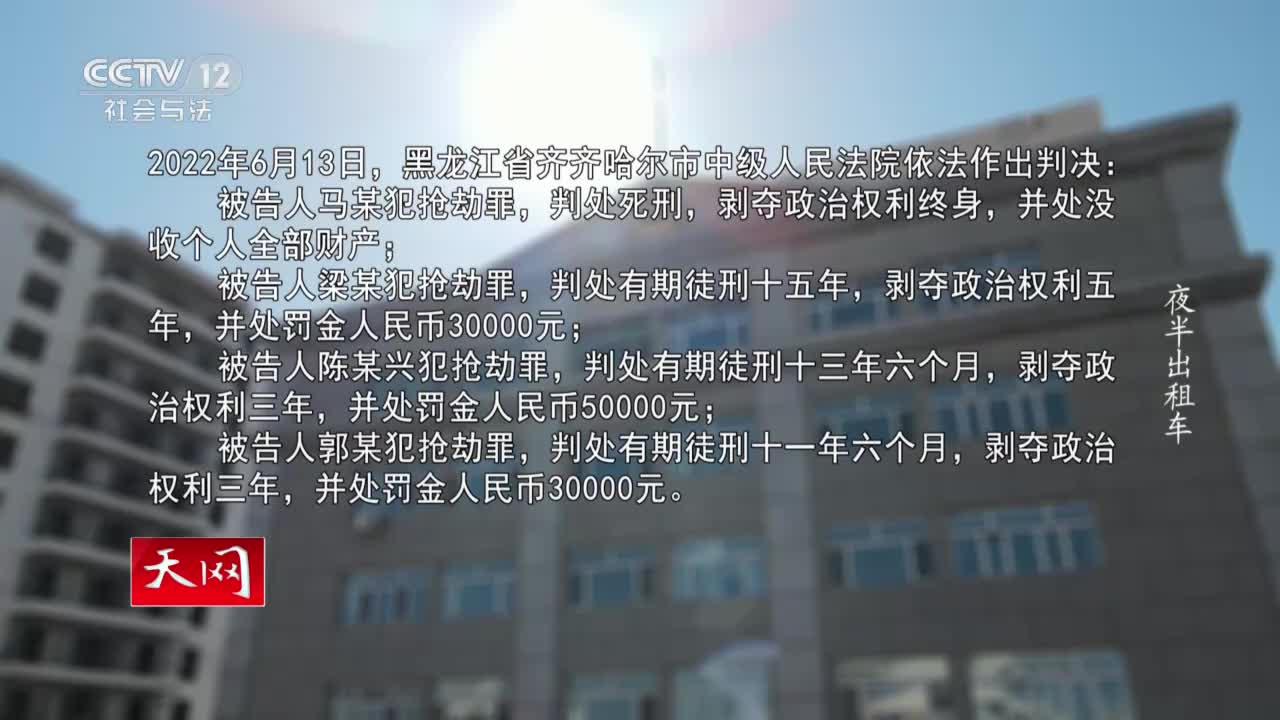 CCTV 12
社会与法
2022年6月13日，黑龙江省齐齐哈尔市中级人民法院依法作出判决：
被告人马某犯抢劫罪，判处死刑，剥夺政治权利终身，并处没
收个人全部财产；
被告人梁某犯抢劫罪，判处有期徒刑十五年，剥夺政治权利五
年，并处罚金人民币30000元；
被告人陈某兴犯抢劫罪，判处有期徒刑十三年六个月，剥夺政
治权利三年，并处罚金人民币50000元；
被告人郭某犯抢劫罪，判处有期徒刑十一年六个月，剥夺政治
权利三年，并处罚金人民币30000元。
夜半出租车
天网